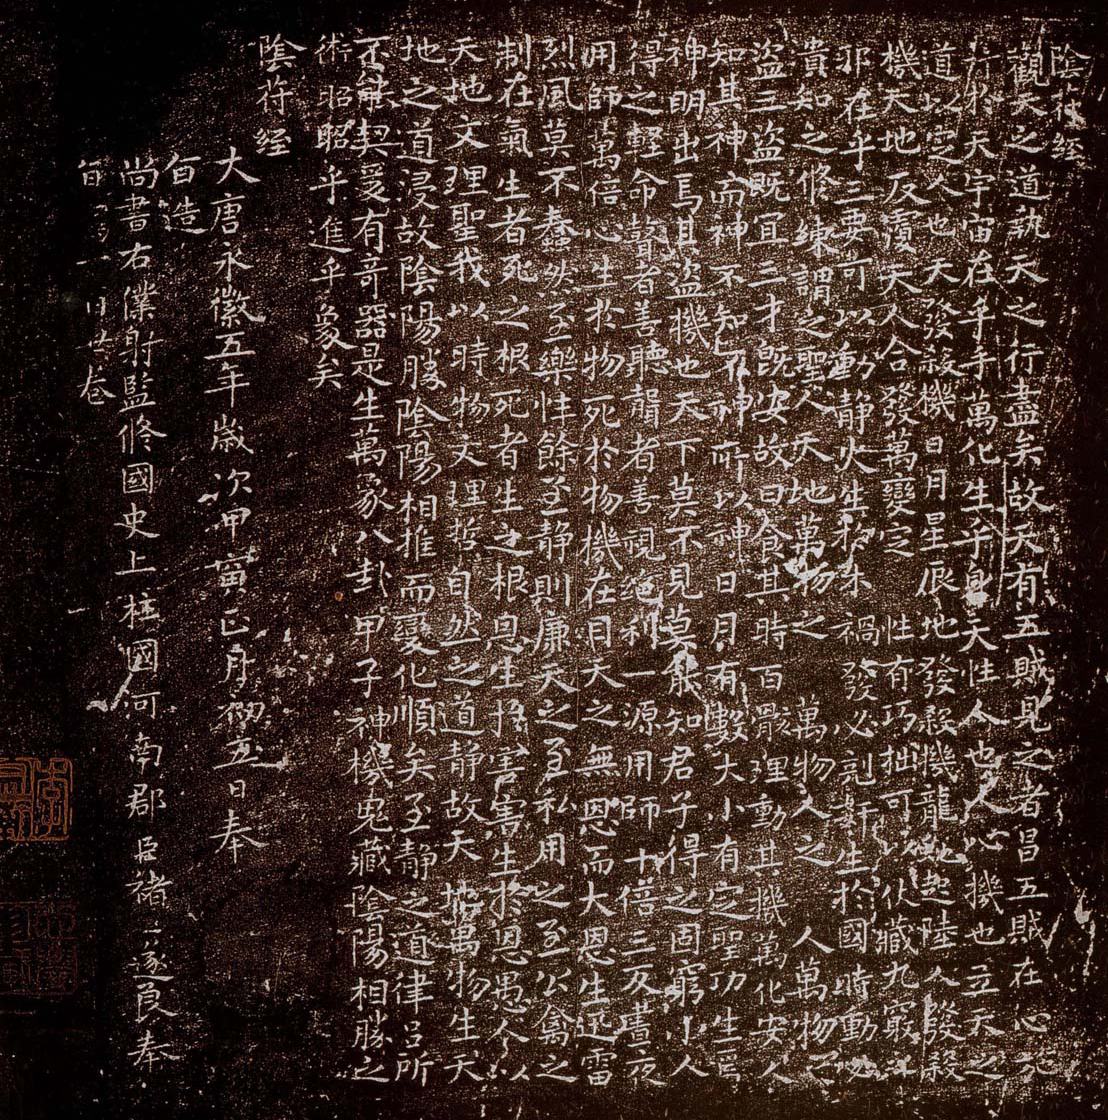 陰符経
觀天之道執天之行盡矣故天有五賊見之者昌五賊在心施
行於天宇宙在乎手萬化生乎身天性人也人心機也立天之
道以定人也天發殺機日月星辰地發殺機龍虵起陸人發殺
機天地反覆天人合發萬變定 性有巧拙可以伏藏九竅之
邪在乎三要可以動静火生於木禍發必剋奸生於國時動必
潰知之修練謂之聖人天地萬物之 萬物人之 人萬物之
盗三盗既宜三才既安故曰食其時百骸理動其機萬化安人
知其神而神不知不神所以神日月有數大小有定聖功生焉
神明出焉其盗機也天下莫不見莫能知君子得之固窮小人
得之軽命瞽者善聽聾者善視絕利一源用師十倍三反晝夜
用師萬倍心生於物死於物機在目天之無恩而大恩生迅雷
烈風莫不蠢然至樂性餘至静則廉天之至私用之至公禽之
制在氣生者死之根死者生之根恩生於害害生於恩愚人以
天地文理聖我以時物文理哲自然之道静故天地萬物生天
地之道浸故陰陽勝陰陽相推而變化順矣至静之道律呂所
不能契爰有奇器是生萬象八卦甲子神機鬼藏陰陽相勝之
術昭昭乎進乎象矣
陰符経
大唐永徽五年歲次甲寅正月初五日奉
旨造
尚書右僕射監修國史上柱國河南郡臣褚遂良奉
旨 一 卷